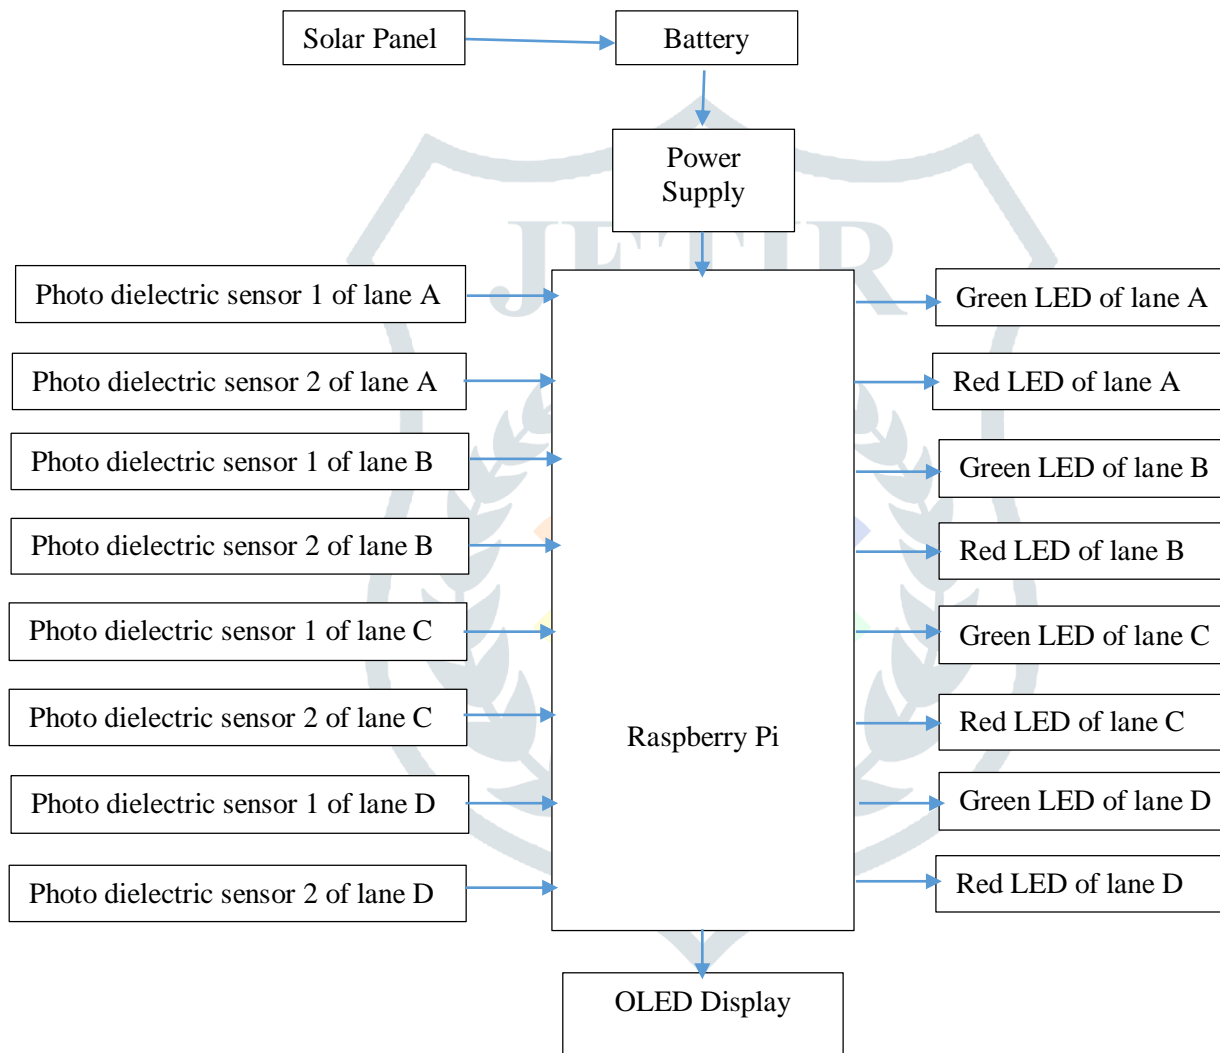 Solar Panel
Battery
Power
Supply
JETIR
Photo dielectric sensor 1 of lane A
Green LED of lane A
Photo dielectric sensor 2 of lane A
Red LED of lane A
Photo dielectric sensor 1 of lane B
Green LED of lane B
Photo dielectric sensor 2 of lane B
Red LED of lane B
Photo dielectric sensor 1 of lane C
Green LED of lane C
Photo dielectric sensor 2 of lane C
Red LED of lane C
Raspberry Pi
Photo dielectric sensor 1 of lane D
Green LED of lane D
Photo dielectric sensor 2 of lane D
Red LED of lane D
OLED Display